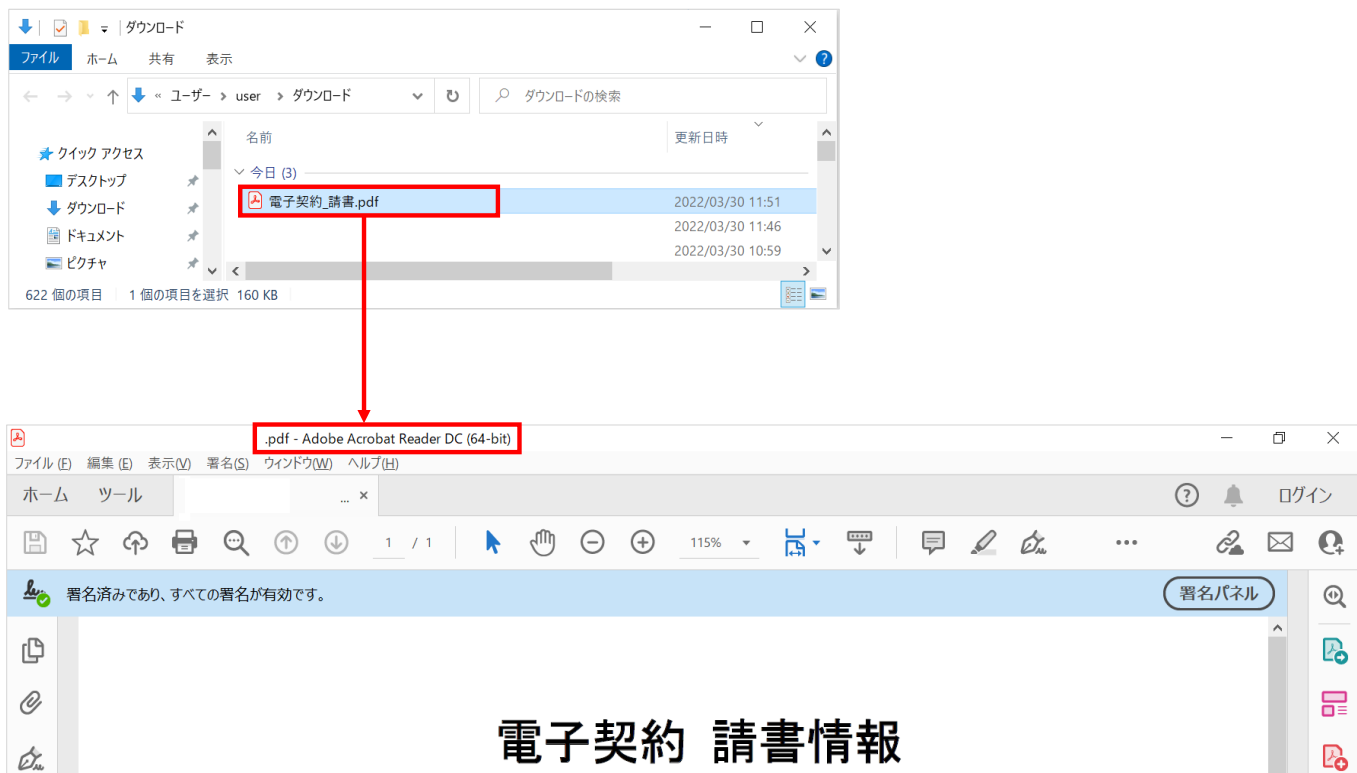 ダウンロード
ファイル ホーム 共有 表示
« ユーザー > user > ダウンロード ダウンロードの検索
名前 更新日時
クイック アクセス
今日 (3)
デスクトップ
電子契約_請書.pdf 2022/03/30 11:51
ダウンロード
2022/03/30 11:46
ドキュメント
2022/03/30 10:59
ピクチャ
622 個の項目 1 個の項目を選択 160 KB
.pdf - Adobe Acrobat Reader DC (64-bit)
ファイル (F) 編集 (E) 表示(V) 署名(S) ウィンドウ(W) ヘルプ(H)
ホーム ツール ... × ログイン
1 / 1 115%
署名済みであり、すべての署名が有効です。 署名パネル
電子契約 請書情報